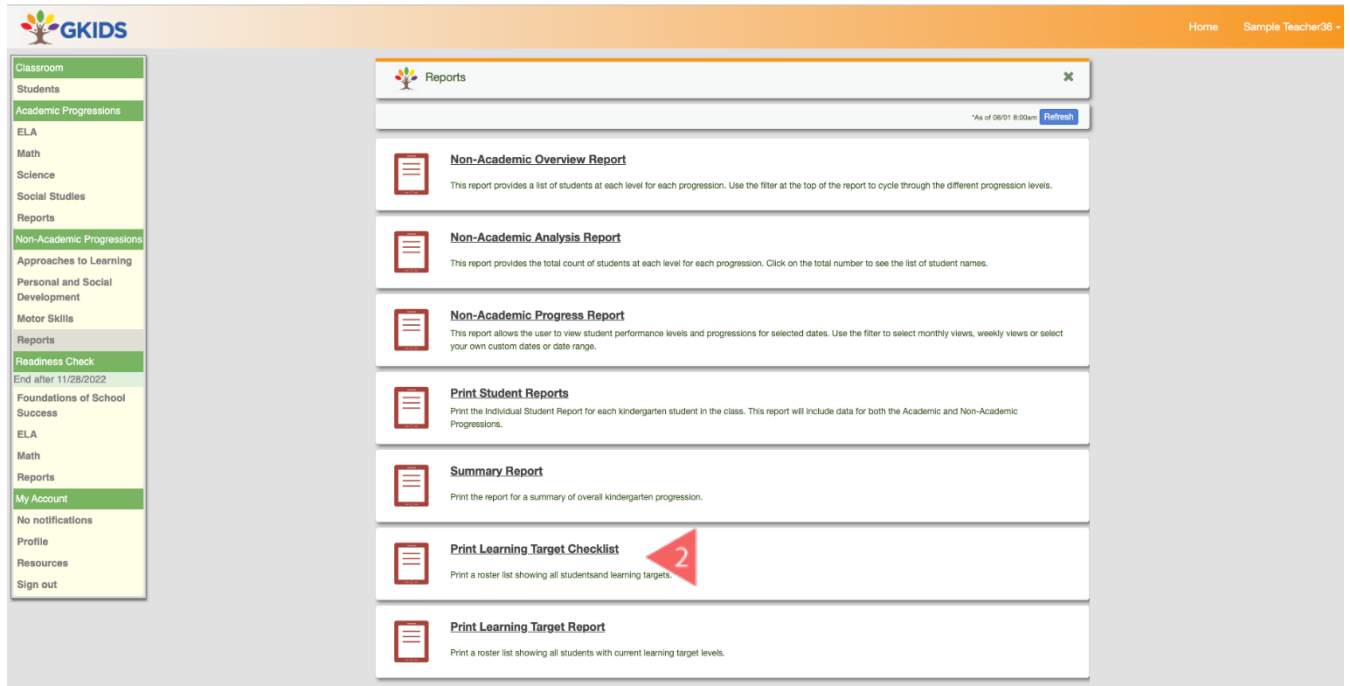 GKIDS
Home Sample Teacher36
Classroom
Students
Academic Progressions
ELA
Math
Science
Social Studies
Reports
Non-Academic Progressions
Approaches to Learning
Personal and Social
Development
Motor Skills
Reports
Readiness Check
End after 11/28/2022
Foundations of School
Success
ELA
Math
Reports
My Account
No notifications
Profile
Resources
Sign out
Reports
*As of 08/01 8:00am Refresh
Non-Academic Overview Report
This report provides a list of students at each level for each progression. Use the filter at the top of the report to cycle through the different progression levels.
Non-Academic Analysis Report
This report provides the total count of students at each level for each progression. Click on the total number to see the list of student names.
Non-Academic Progress Report
This report allows the user to view student performance levels and progressions for selected dates. Use the filter to select monthly views, weekly views or select
your own custom dates or date range.
Print Student Reports
Print the Individual Student Report for each kindergarten student in the class. This report will include data for both the Academic and Non-Academic
Progressions.
Summary Report
Print the report for a summary of overall kindergarten progression.
Print Learning Target Checklist
2
Print a roster list showing all studentsand learning targets.
Print Learning Target Report
Print a roster list showing all students with current learning target levels.